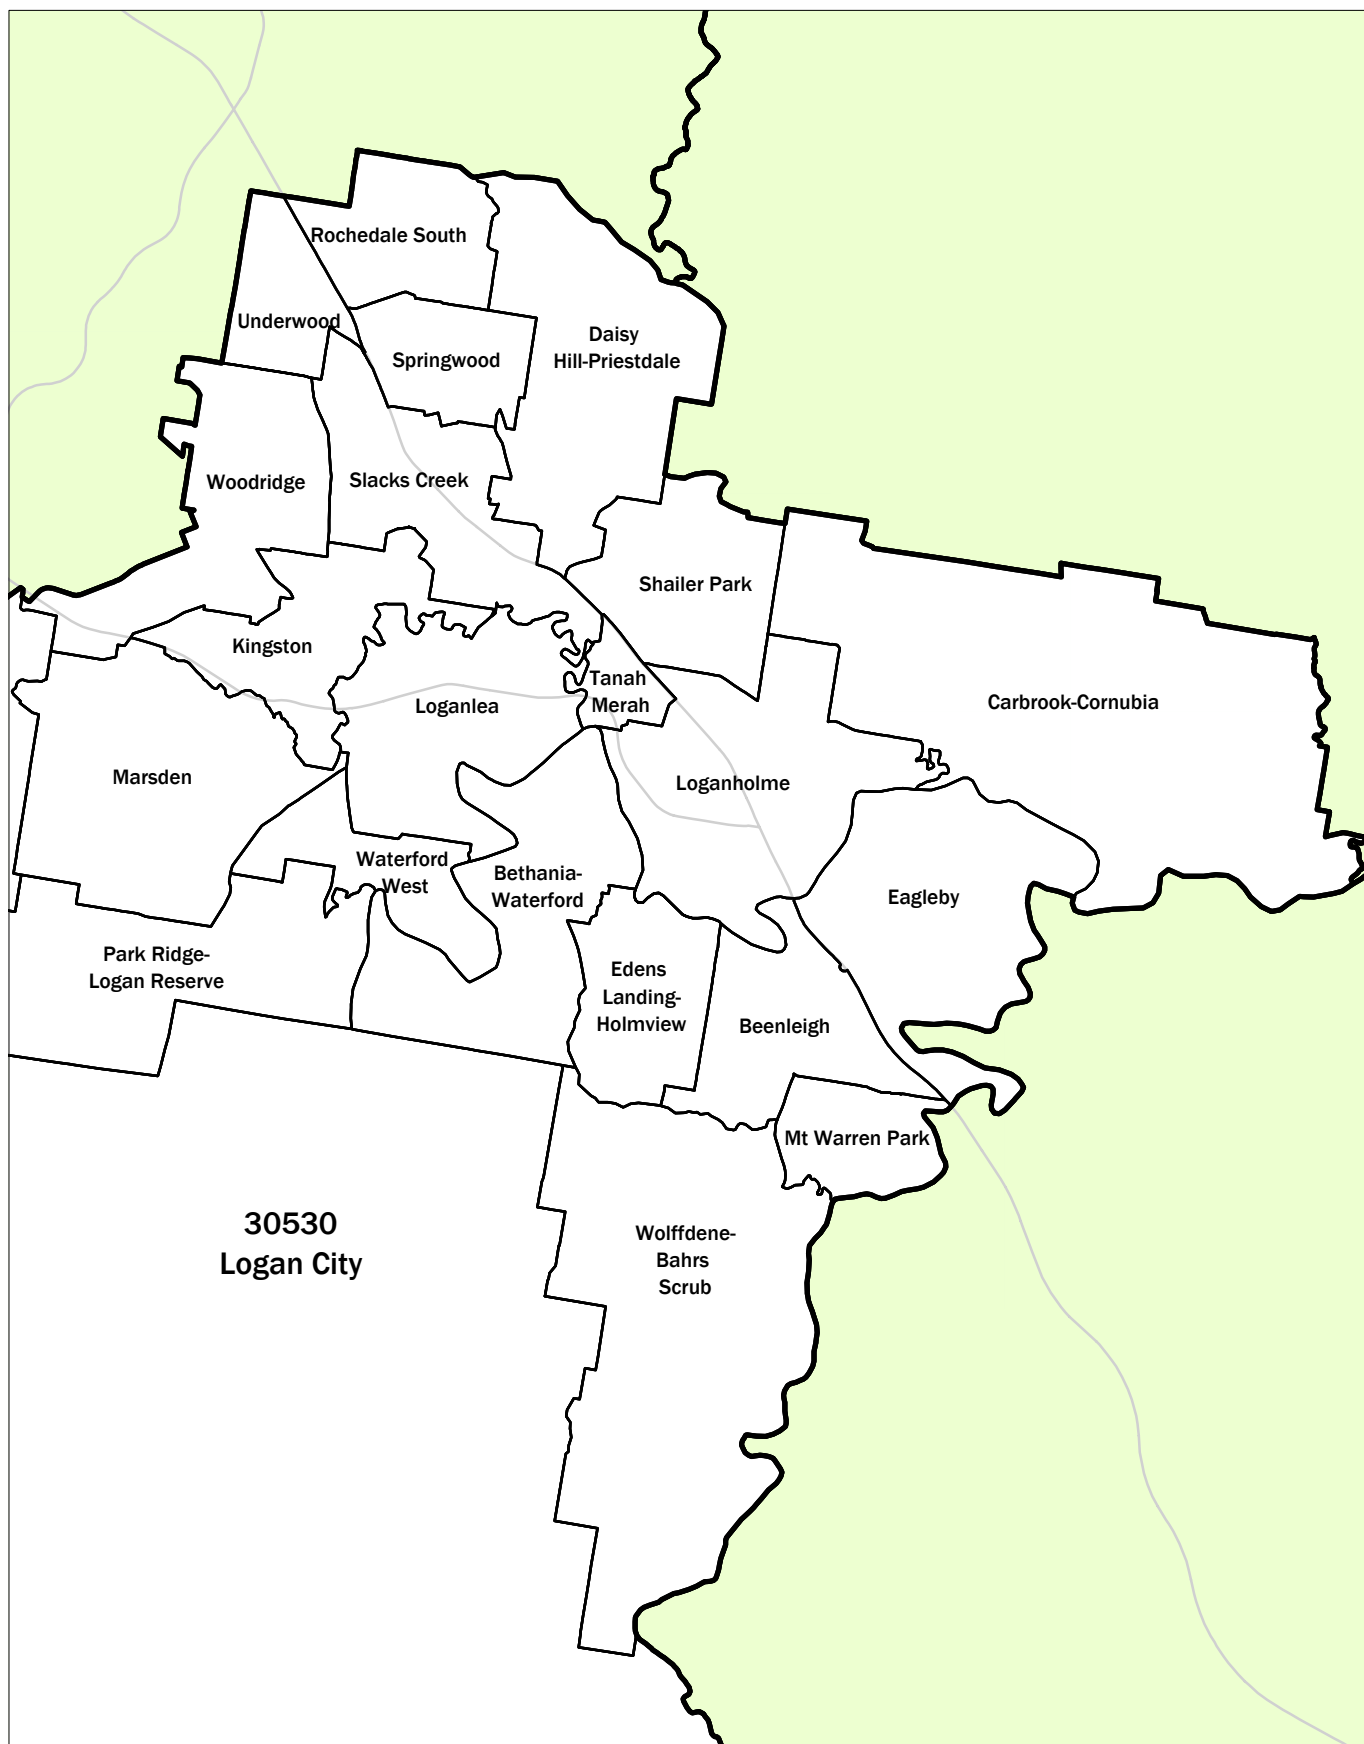 Rochedale South
Underwood
Springwood
Daisy
Hill-Priestdale
Woodridge
Slacks Creek
Shailer Park
Kingston
Tanah
Merah
Loganlea
Carbrook-Cornubia
Marsden
Loganholme
Waterford
West
Bethania-
Waterford
Eagleby
Park Ridge-
Logan Reserve
Edens
Landing-
Holmview
Beenleigh
Mt Warren Park
30530
Logan City
Wolffdene-
Bahrs
Scrub